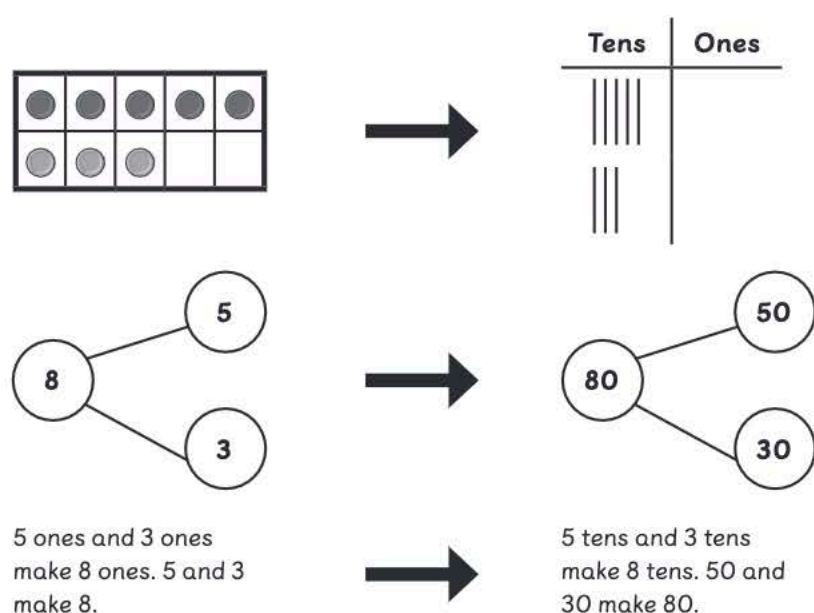 Tens Ones
5
8
3
50
80
30
5 ones and 3 ones
make 8 ones. 5 and 3
make 8.
5 tens and 3 tens
make 8 tens. 50 and
30 make 80.